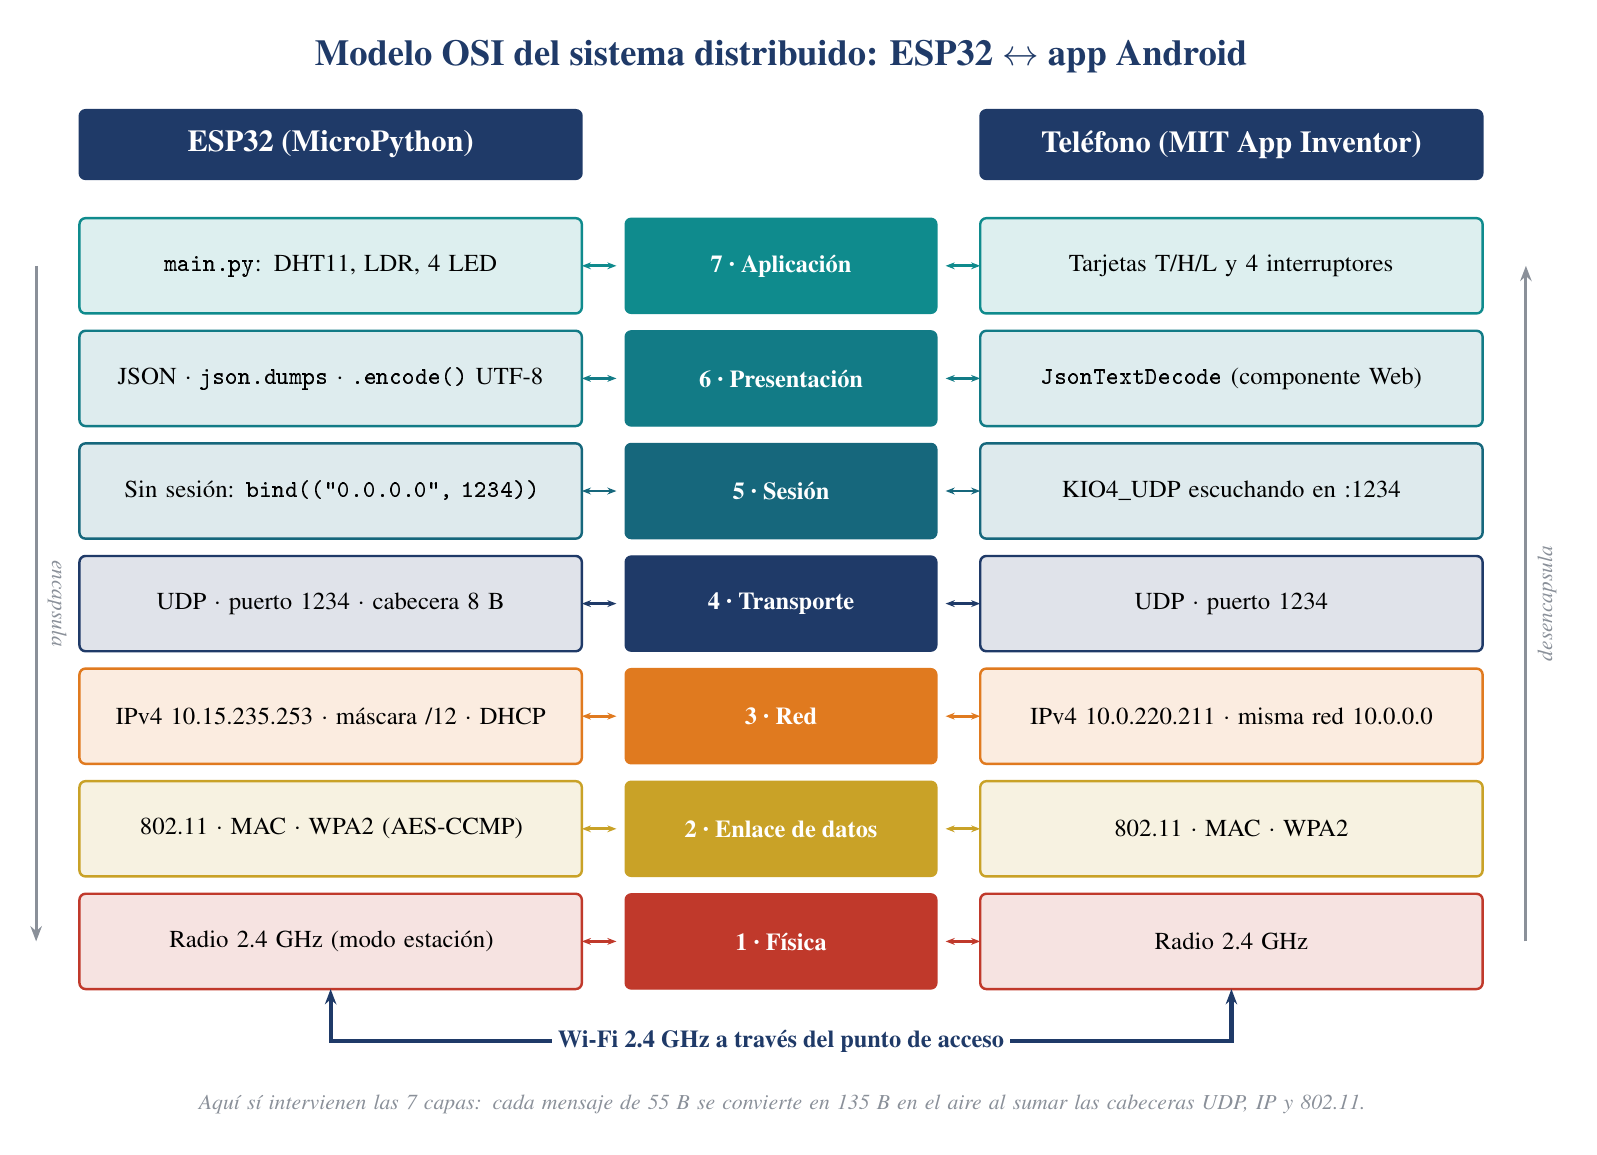 Modelo OSI del sistema distribuido: ESP32 ↔ app Android
ESP32 (MicroPython)
Teléfono (MIT App Inventor)
main.py: DHT11, LDR, 4 LED
7 · Aplicación
Tarjetas T/H/L y 4 interruptores
JSON · json.dumps · .encode() UTF-8
6 · Presentación
JsonTextDecode (componente Web)
Sin sesión: bind(("0.0.0.0", 1234))
5 · Sesión
KIO4_UDP escuchando en :1234
encapsula
UDP · puerto 1234 · cabecera 8 B
4 · Transporte
UDP · puerto 1234
desencapsula
IPv4 10.15.235.253 · máscara /12 · DHCP
3 · Red
IPv4 10.0.220.211 · misma red 10.0.0.0
802.11 · MAC · WPA2 (AES-CCMP)
2 · Enlace de datos
802.11 · MAC · WPA2
Radio 2.4 GHz (modo estación)
1 · Física
Radio 2.4 GHz
Wi-Fi 2.4 GHz a través del punto de acceso
Aquí sí intervienen las 7 capas: cada mensaje de 55 B se convierte en 135 B en el aire al sumar las cabeceras UDP, IP y 802.11.